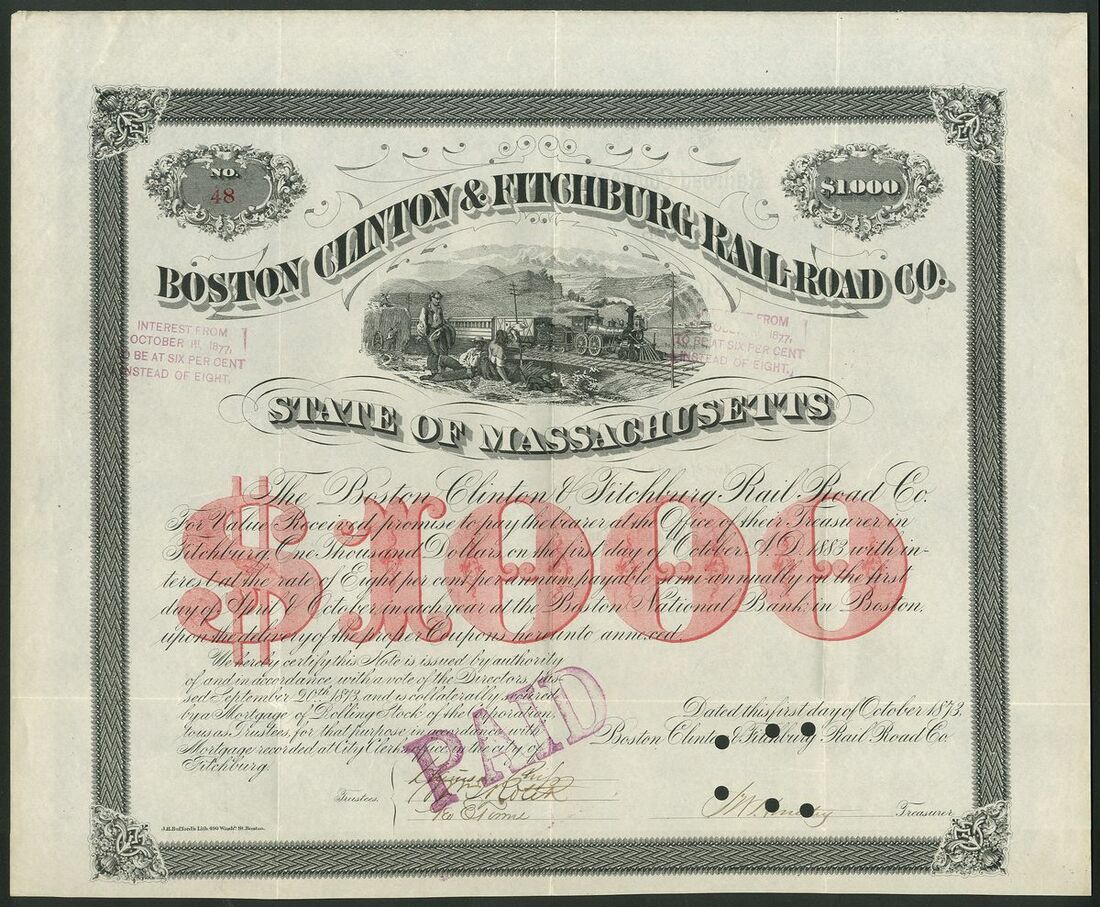 NO.
48
$1.000.
BOSTON CLINTON & FITCHBURG RAIL-ROAD CO.
INTEREST FROM
OCTOBER 1st, 1877,
TO BE AT SIX PER CENT
INSTEAD OF EIGHT.
FROM
1877,
TO BE AT SIX PER CENT
INSTEAD OF EIGHT.
STATE OF MASSACHUSETTS
$1000
The Boston Clinton & Fitchburg Rail Road Co.
For Value Received, promise to pay the bearer at the Office of their Treasurer in
Fitchburg One Thousand Dollars on the first day of October A.D. 1883 with in-
terest at the rate of Eight per cent per annum payable semi-annually on the first
day of April & October in each year at the Boston National Bank in Boston,
upon the delivery of the proper Coupons hereunto annexed
We hereby certify this Note is issued by authority
of and in accordance with a vote of the Directors, pas-
sed September 20th 1873, and is collaterally secured
by a Mortgage of Rolling Stock of the Corporation,
to us as Trustees, for that purpose, in accordance with
Mortgage recorded at City Clerk's office in the city of
Fitchburg.
PAID
Dated this first day of October 1873.
Boston Clinton & Fitchburg Rail Road Co.
Trustees.
Treasurer
J.H. Bufford's Lith. 490 Washn. St. Boston.